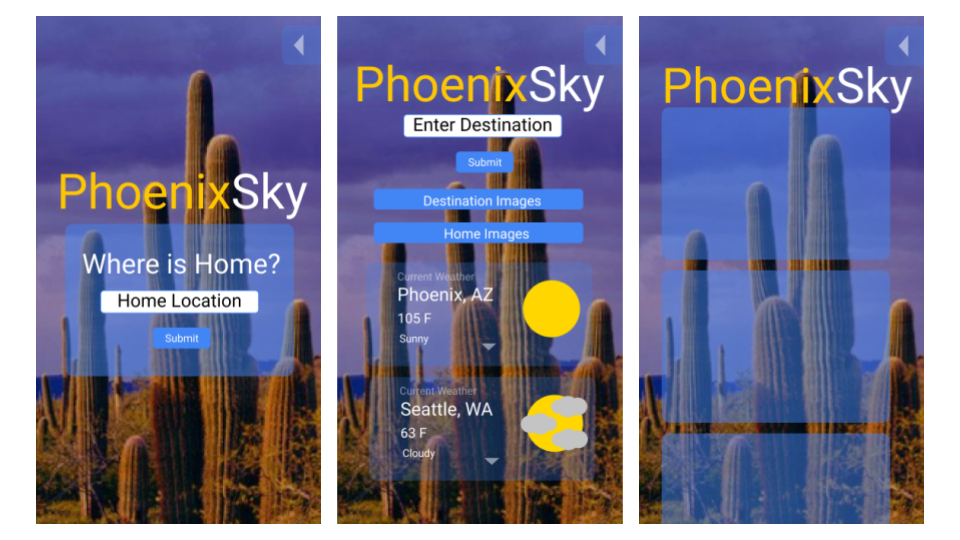 PhoenixSky
Where is Home?
Home Location
Submit
PhoenixSky
Enter Destination
Submit
Destination Images
Home Images
Current Weather
Phoenix, AZ
105 F
Sunny
Current Weather
Seattle, WA
63 F
Cloudy
PhoenixSky